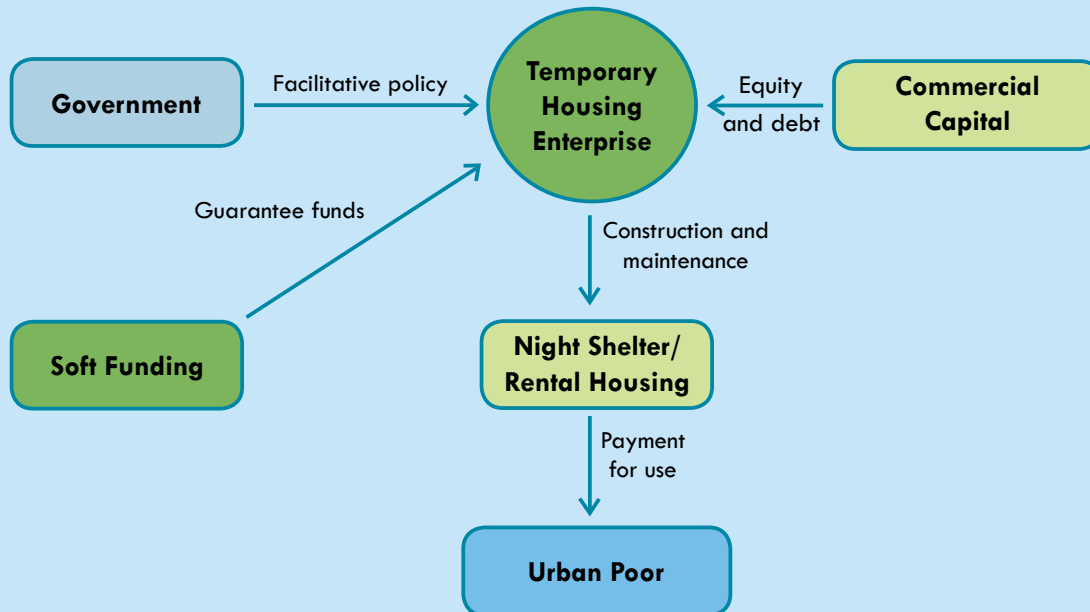 Government
Facilitative policy
Temporary
Housing
Enterprise
Equity
and debt
Commercial
Capital
Guarantee funds
Construction and
maintenance
Soft Funding
Night Shelter/
Rental Housing
Payment
for use
Urban Poor